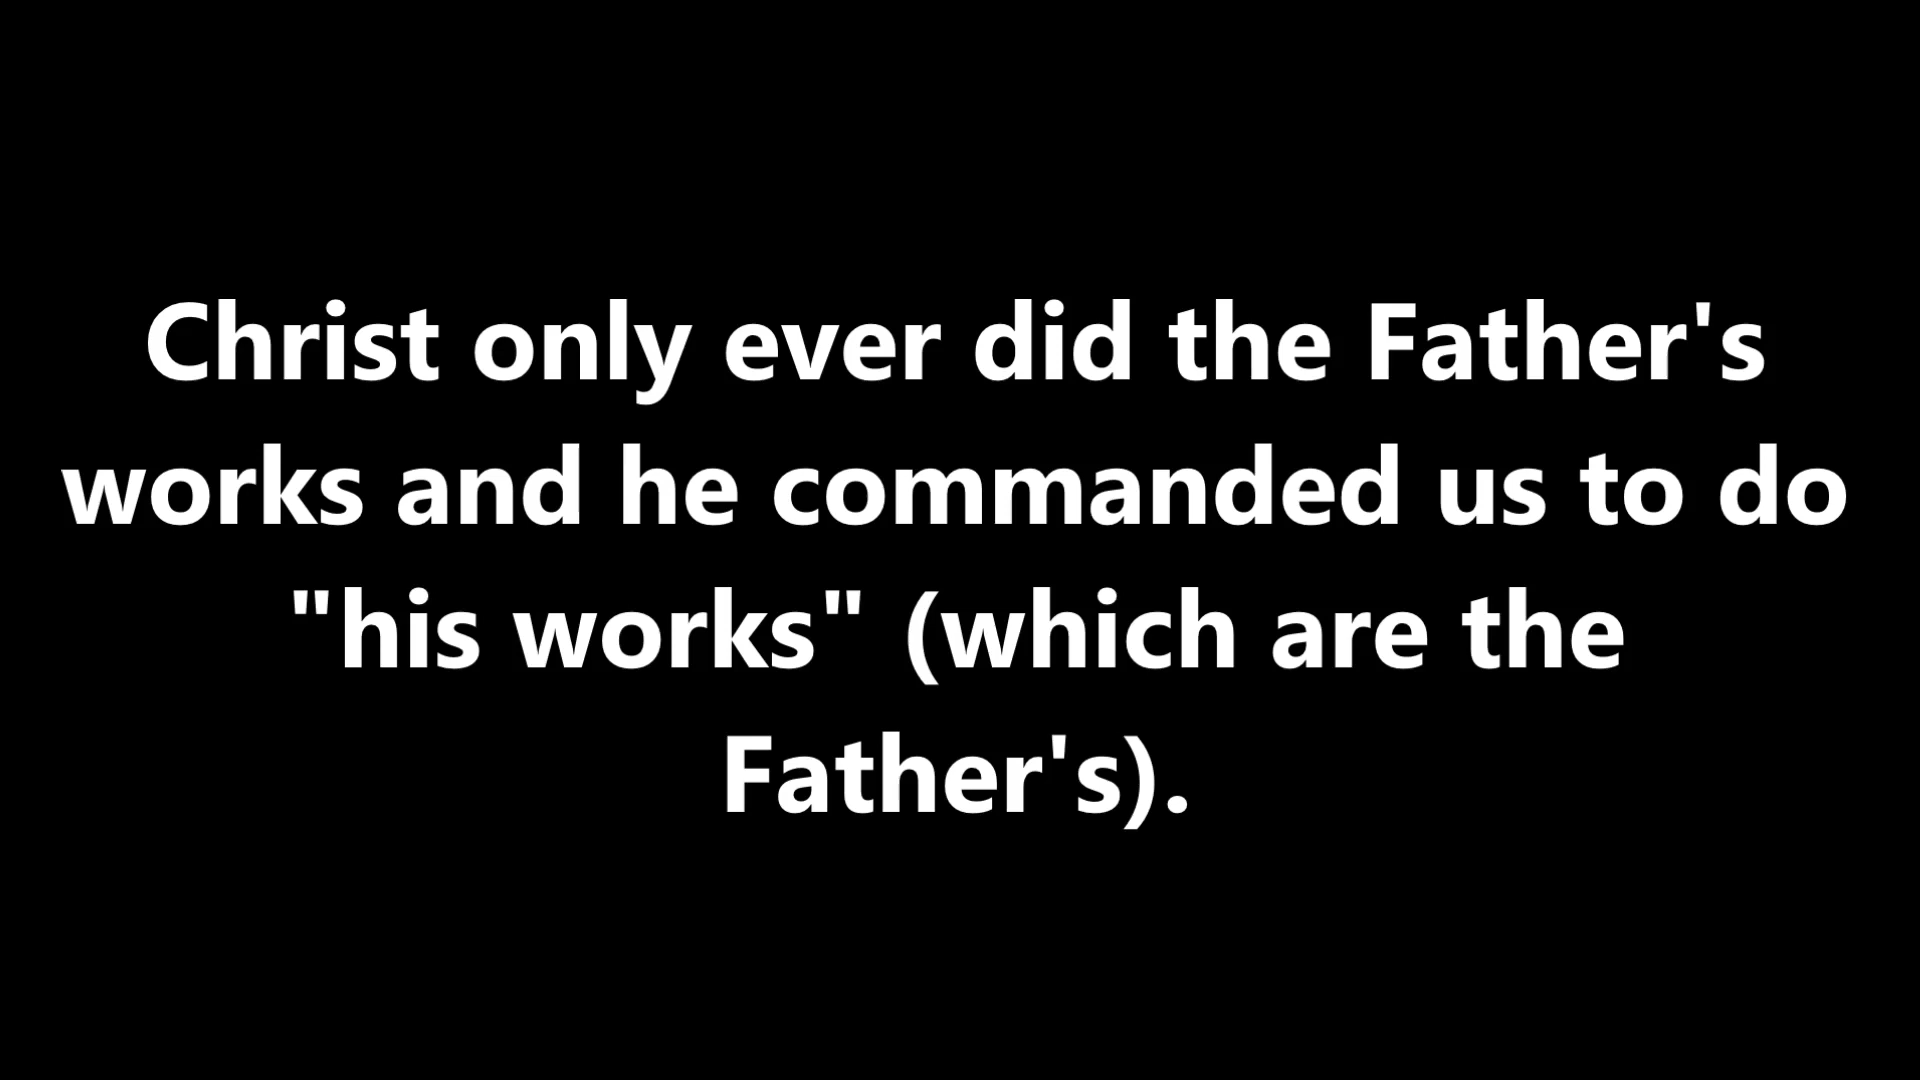 Christ only ever did the Father's
works and he commanded us to do
"his works" (which are the
Father's).